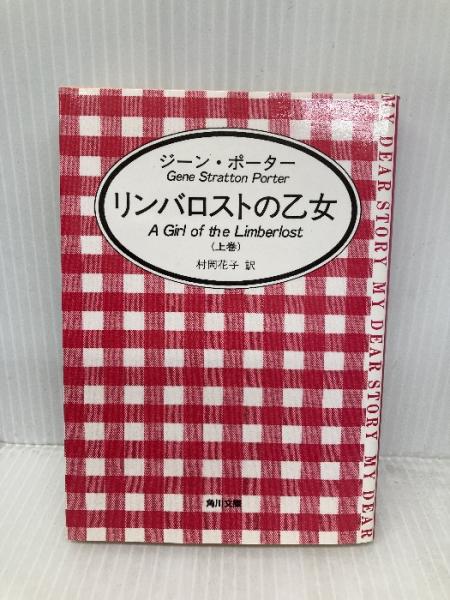 ジーン・ポーター
Gene Stratton Porter
リンバロストの乙女
A Girl of the Limberlost
(上巻)
村岡花子 訳
角川文庫
MY DEAR STORY MY DEAR STORY MY DEAR